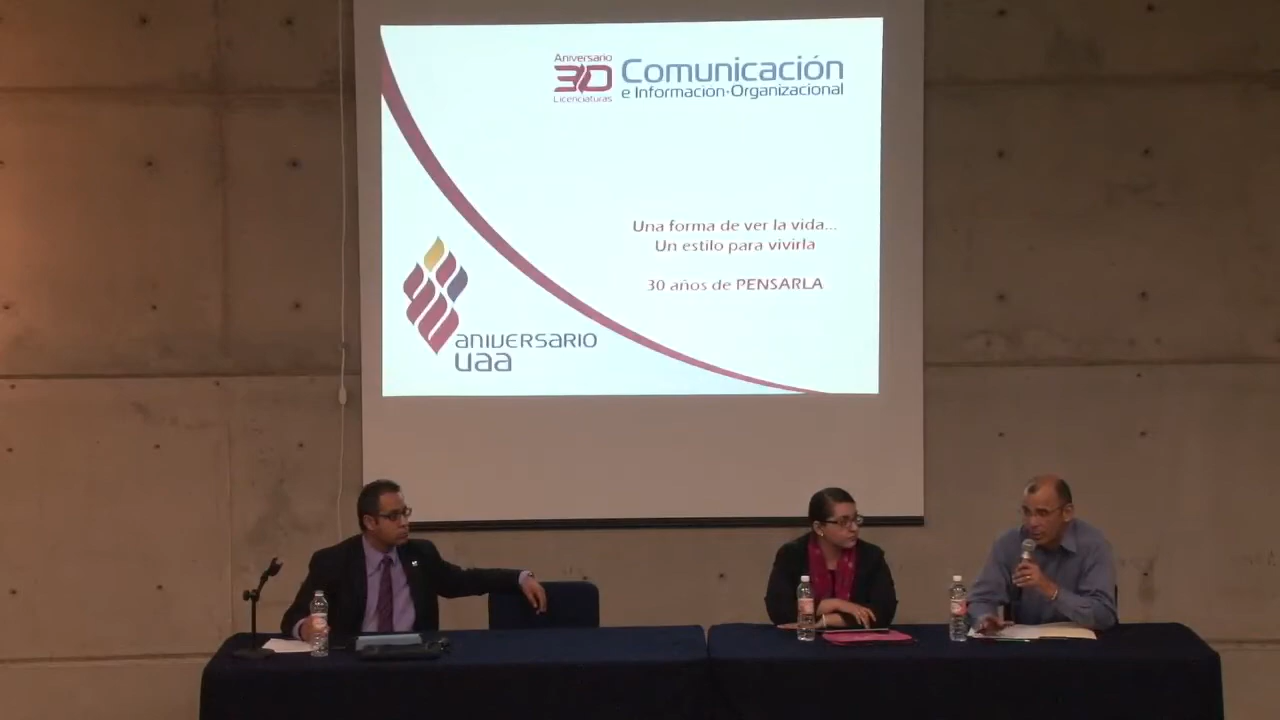 Aniversario
30
Licenciaturas
Comunicación
e Información·Organizacional
Una forma de ver la vida...
Un estilo para vivirla
30 años de PENSARLA
ANIVERSARIO
UAA